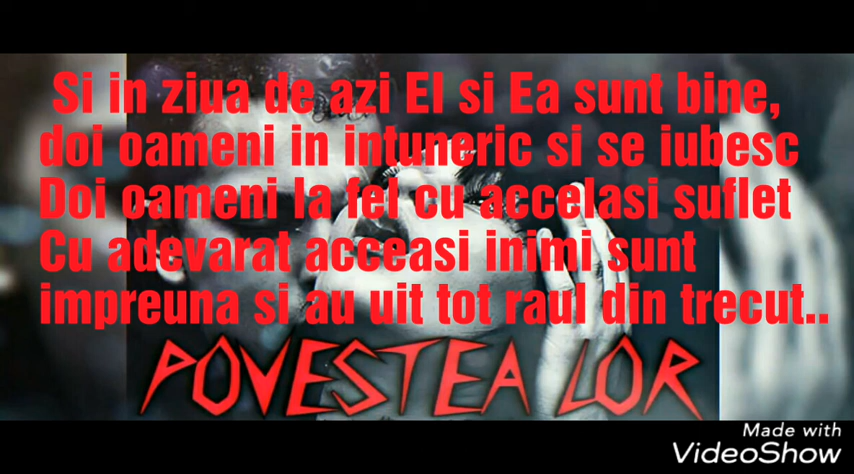 Si in ziua de azi El si Ea sunt bine,
doi oameni in intuneric si se iubesc
Doi oameni la fel cu accelasi suflet
Cu adevarat acceasi inimi sunt
impreuna si au uit tot raul din trecut..
POVESTEA LOR
Made with
VideoShow